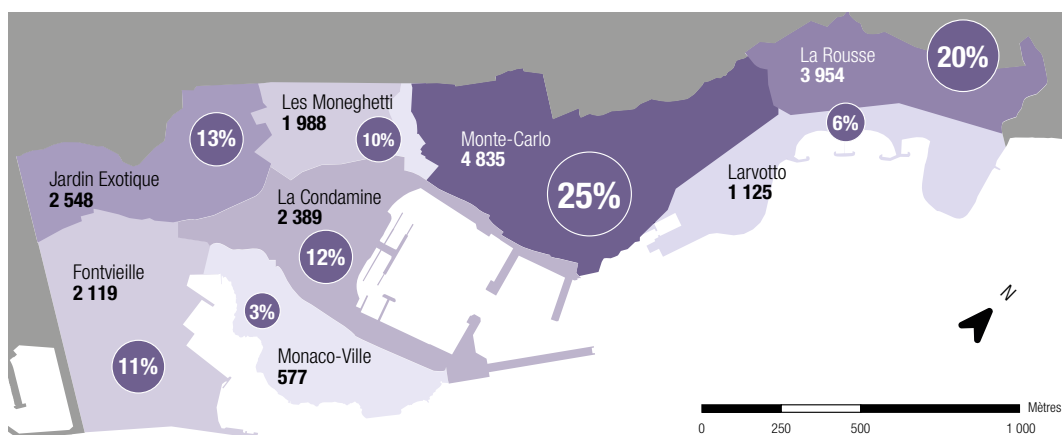 La Rousse
3 954
20%
Les Moneghetti
1 988
10%
13%
Monte-Carlo
4 835
25%
6%
Larvotto
1 125
Jardin Exotique
2 548
La Condamine
2 389
12%
Fontvieille
2 119
11%
3%
Monaco-Ville
577
N
Mètres
0 250 500 1 000